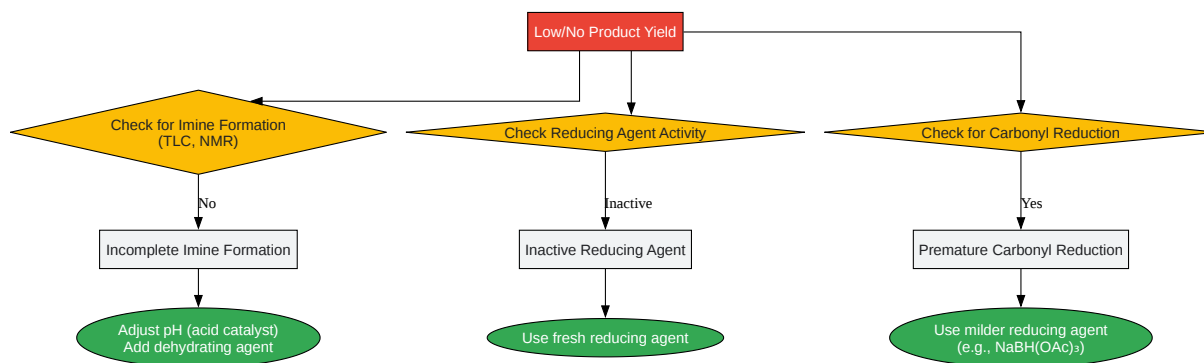 Low/No Product Yield
Check for Imine Formation
(TLC, NMR)
Check Reducing Agent Activity
Check for Carbonyl Reduction
No
Inactive
Yes
Incomplete Imine Formation
Inactive Reducing Agent
Premature Carbonyl Reduction
Adjust pH (acid catalyst)
Add dehydrating agent
Use fresh reducing agent
Use milder reducing agent
(e.g., NaBH(OAc)₃)